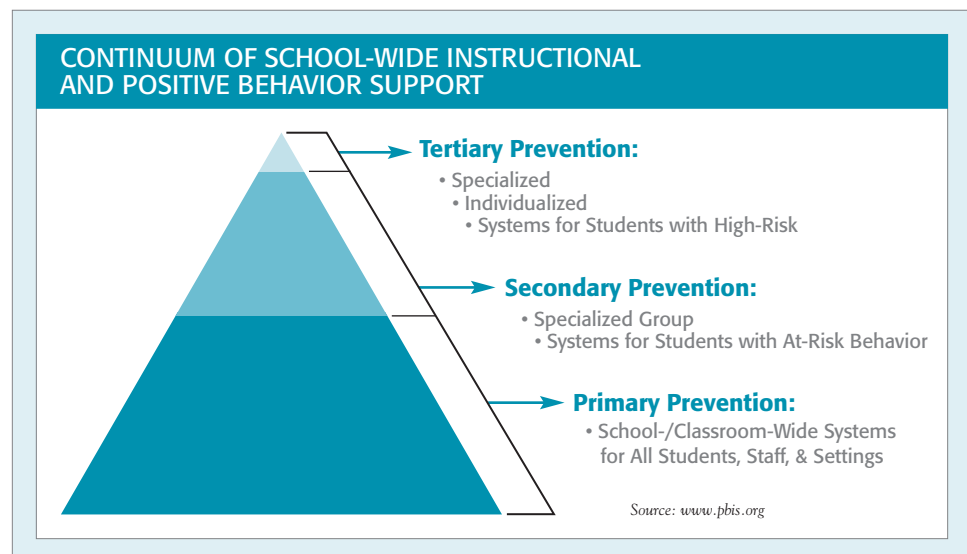 CONTINUUM OF SCHOOL-WIDE INSTRUCTIONAL
AND POSITIVE BEHAVIOR SUPPORT
Tertiary Prevention:
• Specialized
• Individualized
• Systems for Students with High-Risk
Secondary Prevention:
• Specialized Group
• Systems for Students with At-Risk Behavior
Primary Prevention:
• School-/Classroom-Wide Systems
for All Students, Staff, & Settings
Source: www.pbis.org